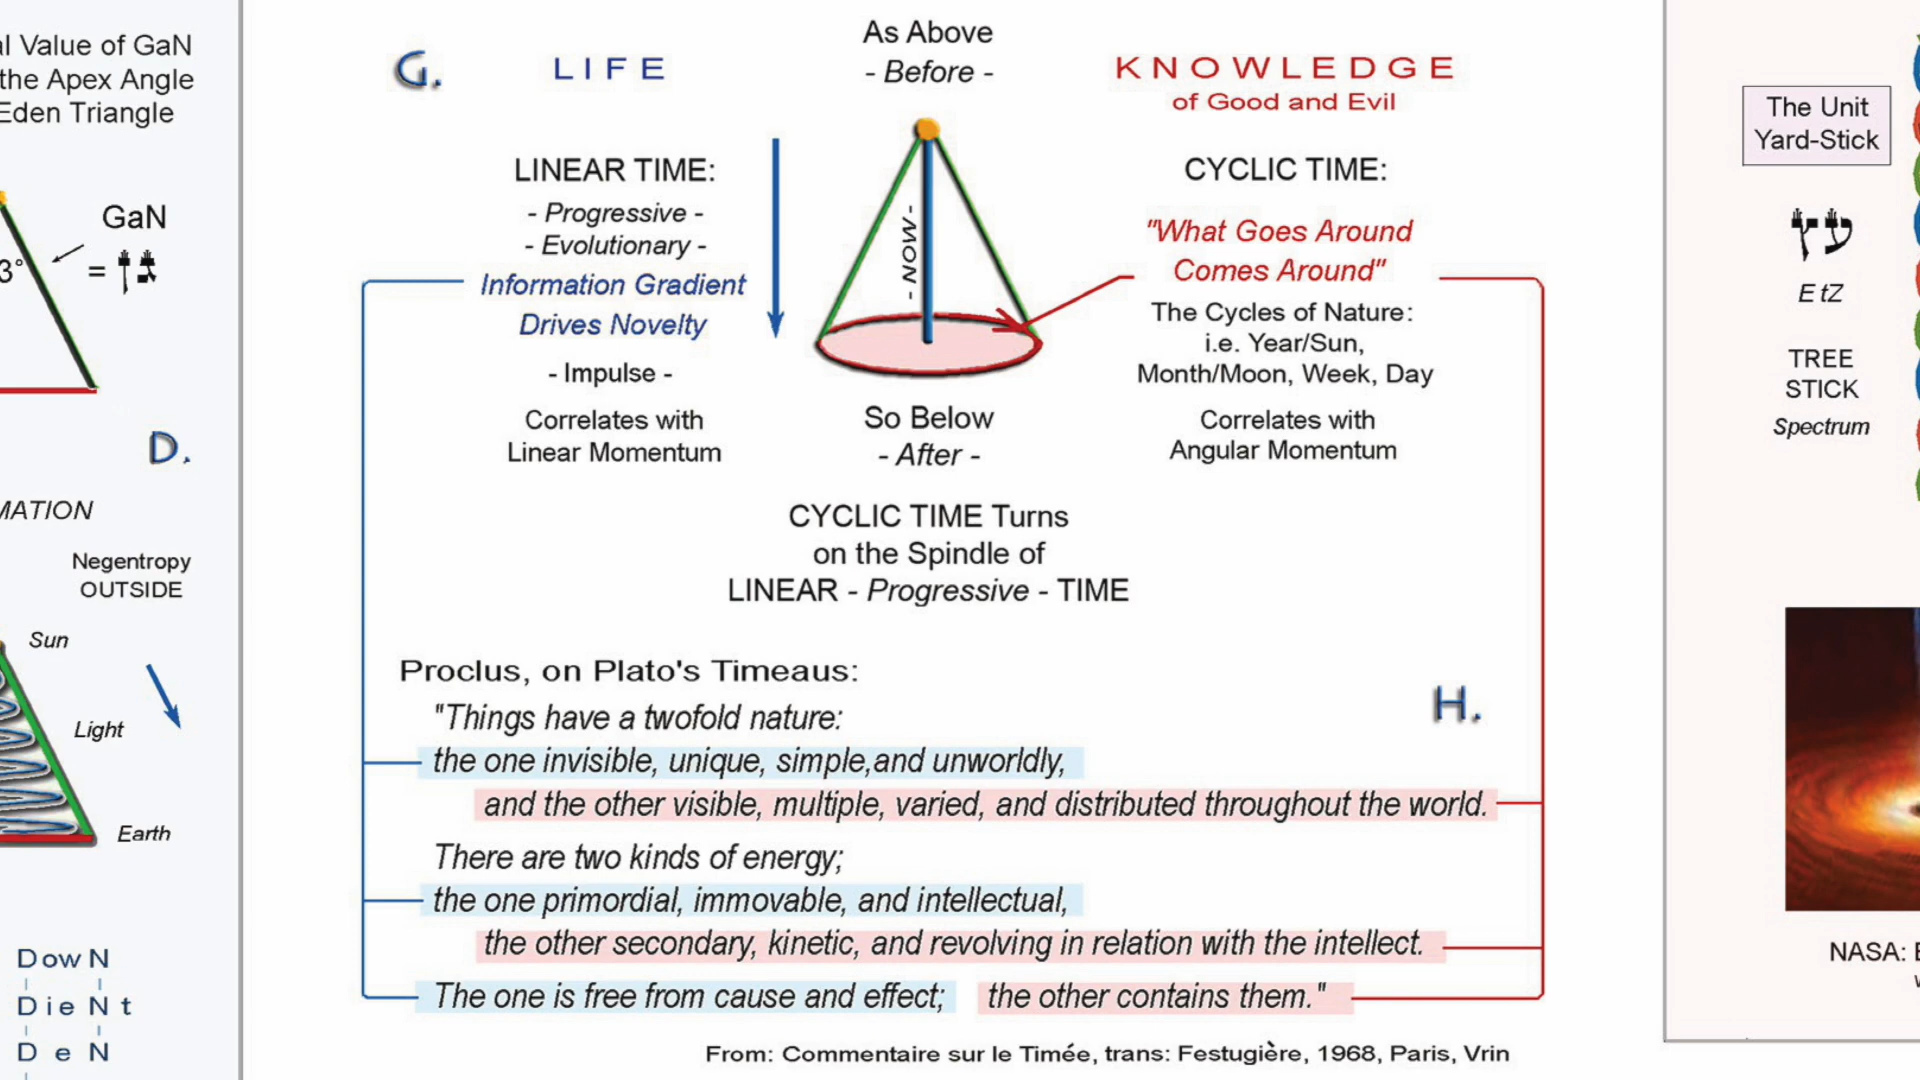 al Value of GaN
the Apex Angle
Eden Triangle
GaN
3°
= גן
D.
MATION
Negentropy
OUTSIDE
Sun
Light
Earth
DowN
DieNt
DeN
G.
LIFE
As Above
- Before -
KNOWLEDGE
of Good and Evil
LINEAR TIME:
- Progressive -
- Evolutionary -
Information Gradient
Drives Novelty
- Impulse -
Correlates with
Linear Momentum
- NOW -
CYCLIC TIME:
"What Goes Around
Comes Around"
The Cycles of Nature:
i.e. Year/Sun,
Month/Moon, Week, Day
Correlates with
Angular Momentum
So Below
- After -
CYCLIC TIME Turns
on the Spindle of
LINEAR - Progressive - TIME
Proclus, on Plato's Timeaus:
H.
"Things have a twofold nature:
the one invisible, unique, simple,and unworldly,
and the other visible, multiple, varied, and distributed throughout the world.
There are two kinds of energy;
the one primordial, immovable, and intellectual,
the other secondary, kinetic, and revolving in relation with the intellect.
The one is free from cause and effect; the other contains them."
From: Commentaire sur le Timée, trans: Festugière, 1968, Paris, Vrin
The Unit
Yard-Stick
עץ
EtZ
TREE
STICK
Spectrum
NASA: